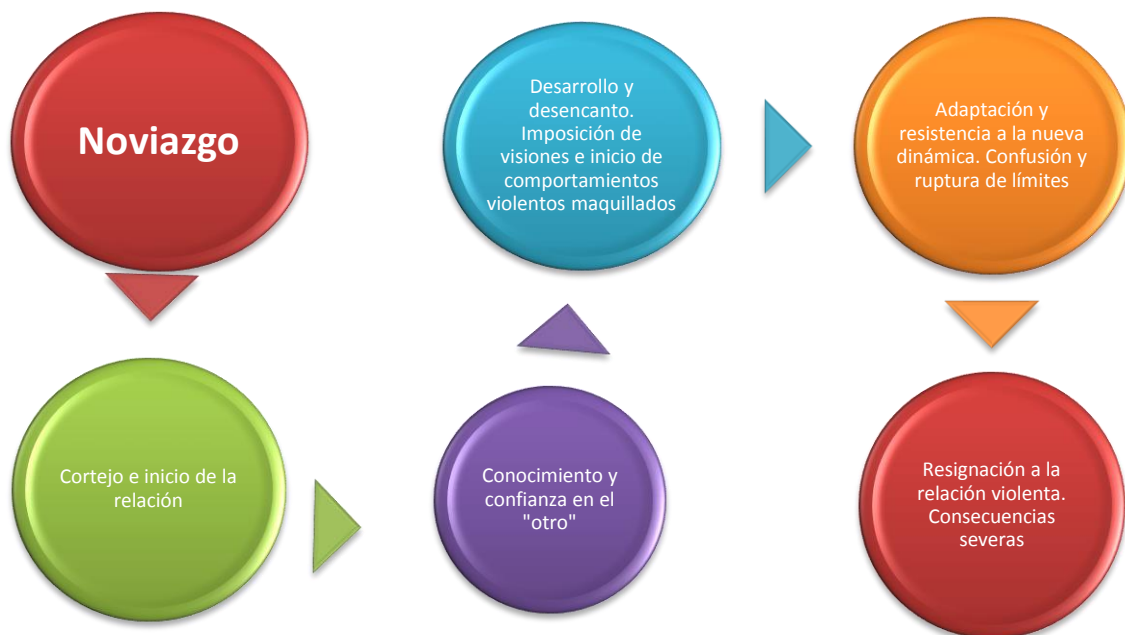 Noviazgo
Cortejo e inicio de la
relación
Conocimiento y
confianza en el
"otro"
Desarrollo y
desencanto.
Imposición de
visiones e inicio de
comportamientos
violentos maquillados
Adaptación y
resistencia a la nueva
dinámica. Confusión y
ruptura de límites
Resignación a la
relación violenta.
Consecuencias
severas